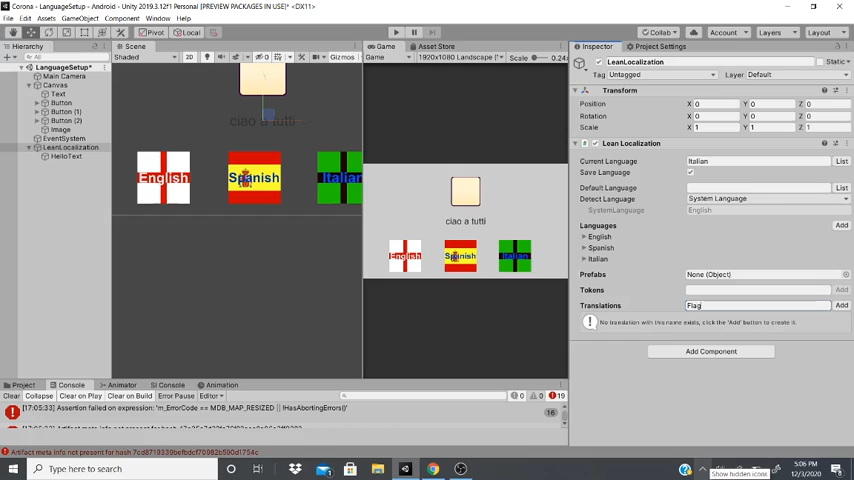 Corona - LanguageSetup - Android - Unity 2019.3.12f1 Personal [PREVIEW PACKAGES IN USE]* <DX11>
File Edit Assets GameObject Component Window Help
Pivot Local Collab Account Layers Layout
Hierarchy
All
LanguageSetup*
Main Camera
Canvas
Text
Button
Button (1)
Button (2)
Image
EventSystem
LeanLocalization
HelloText
Scene
Shaded 2D 0 Gizmos
ciao a tutti
English Spanish Italian
Game Asset Store
Game 1920x1080 Landscape ( Scale 0.24
ciao a tutti
English Spanish Italian
Inspector Project Settings
LeanLocalization Static
Tag Untagged Layer Default
Transform
Position X 0 Y 0 Z 0
Rotation X 0 Y 0 Z 0
Scale X 1 Y 1 Z 1
Lean Localization
Current Language Italian List
Save Language
Default Language List
Detect Language System Language
SystemLanguage English
Languages Add
English
Spanish
Italian
Prefabs None (Object)
Tokens Add
Translations Flag Add
No translation with this name exists, click the 'Add' button to create it.
Add Component
Project Console Animator Error Pause Animation
Clear Collapse Clear on Play Clear on Build Error Pause Editor 0 0 19
[17:05:33] Assertion failed on expression: 'm_ErrorCode == MDB_MAP_RESIZED || !HasAbortingErrors()'
16
Artifact meta info not present for hash 7cd8719339befbdcf70982b590d1754c
Type here to search
5:06 PM
12/3/2020
Show hidden icons